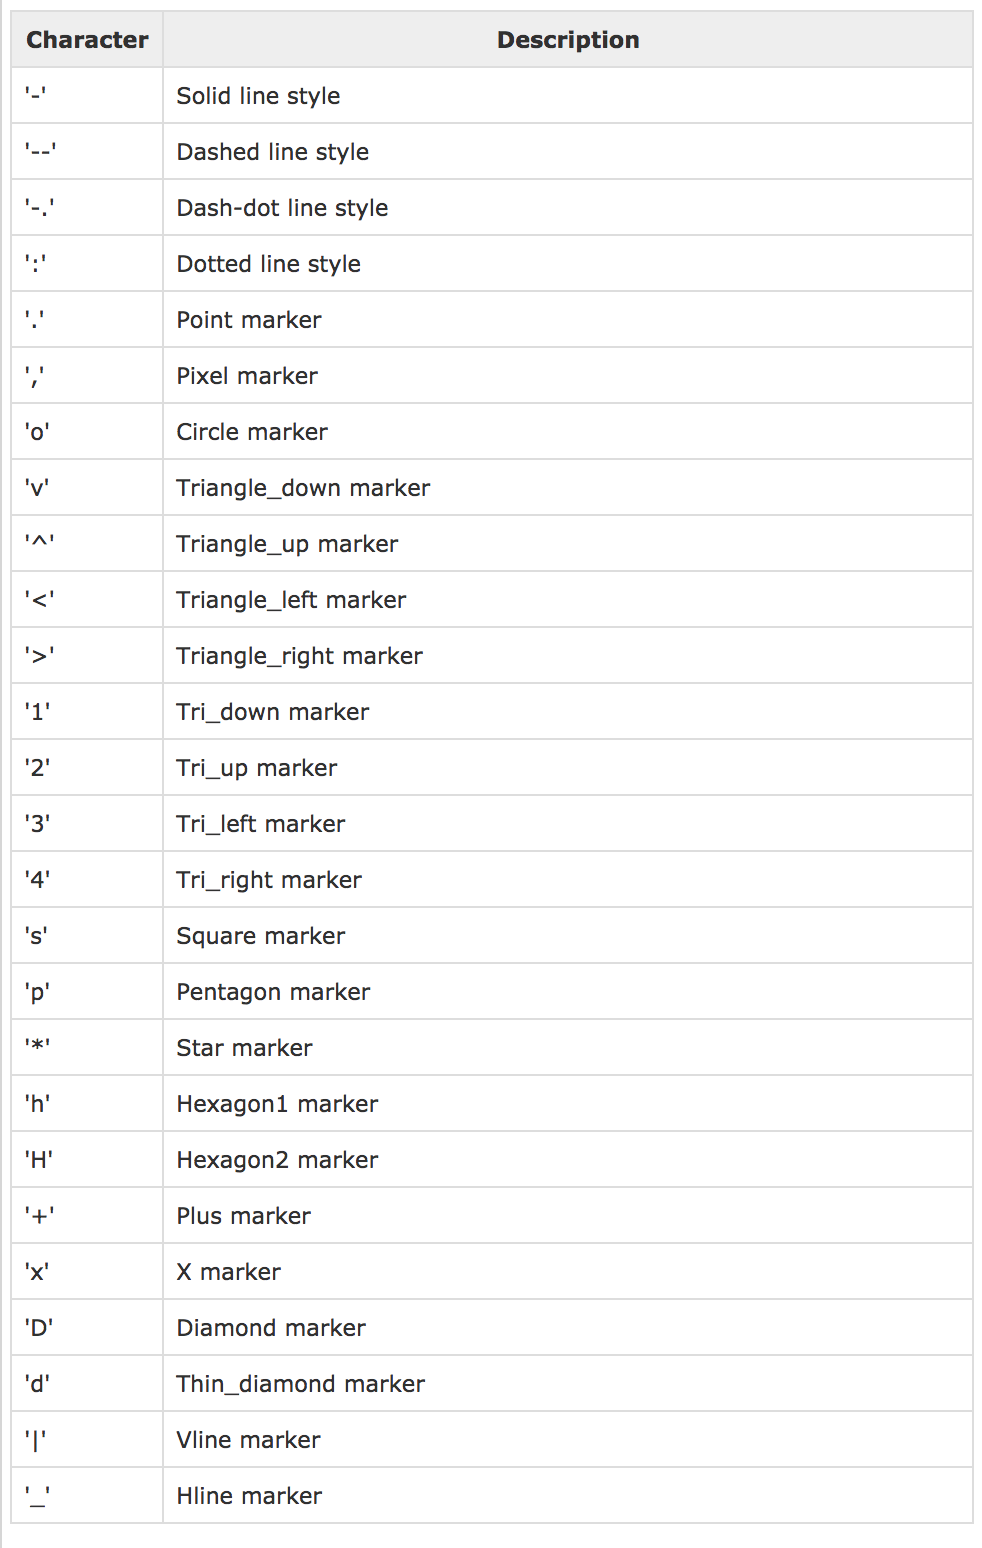 Character Description
'-' Solid line style
'--' Dashed line style
'-.' Dash-dot line style
':' Dotted line style
'.' Point marker
',' Pixel marker
'o' Circle marker
'v' Triangle_down marker
'^' Triangle_up marker
'<' Triangle_left marker
'>' Triangle_right marker
'1' Tri_down marker
'2' Tri_up marker
'3' Tri_left marker
'4' Tri_right marker
's' Square marker
'p' Pentagon marker
'*' Star marker
'h' Hexagon1 marker
'H' Hexagon2 marker
'+' Plus marker
'x' X marker
'D' Diamond marker
'd' Thin_diamond marker
'|' Vline marker
'_' Hline marker